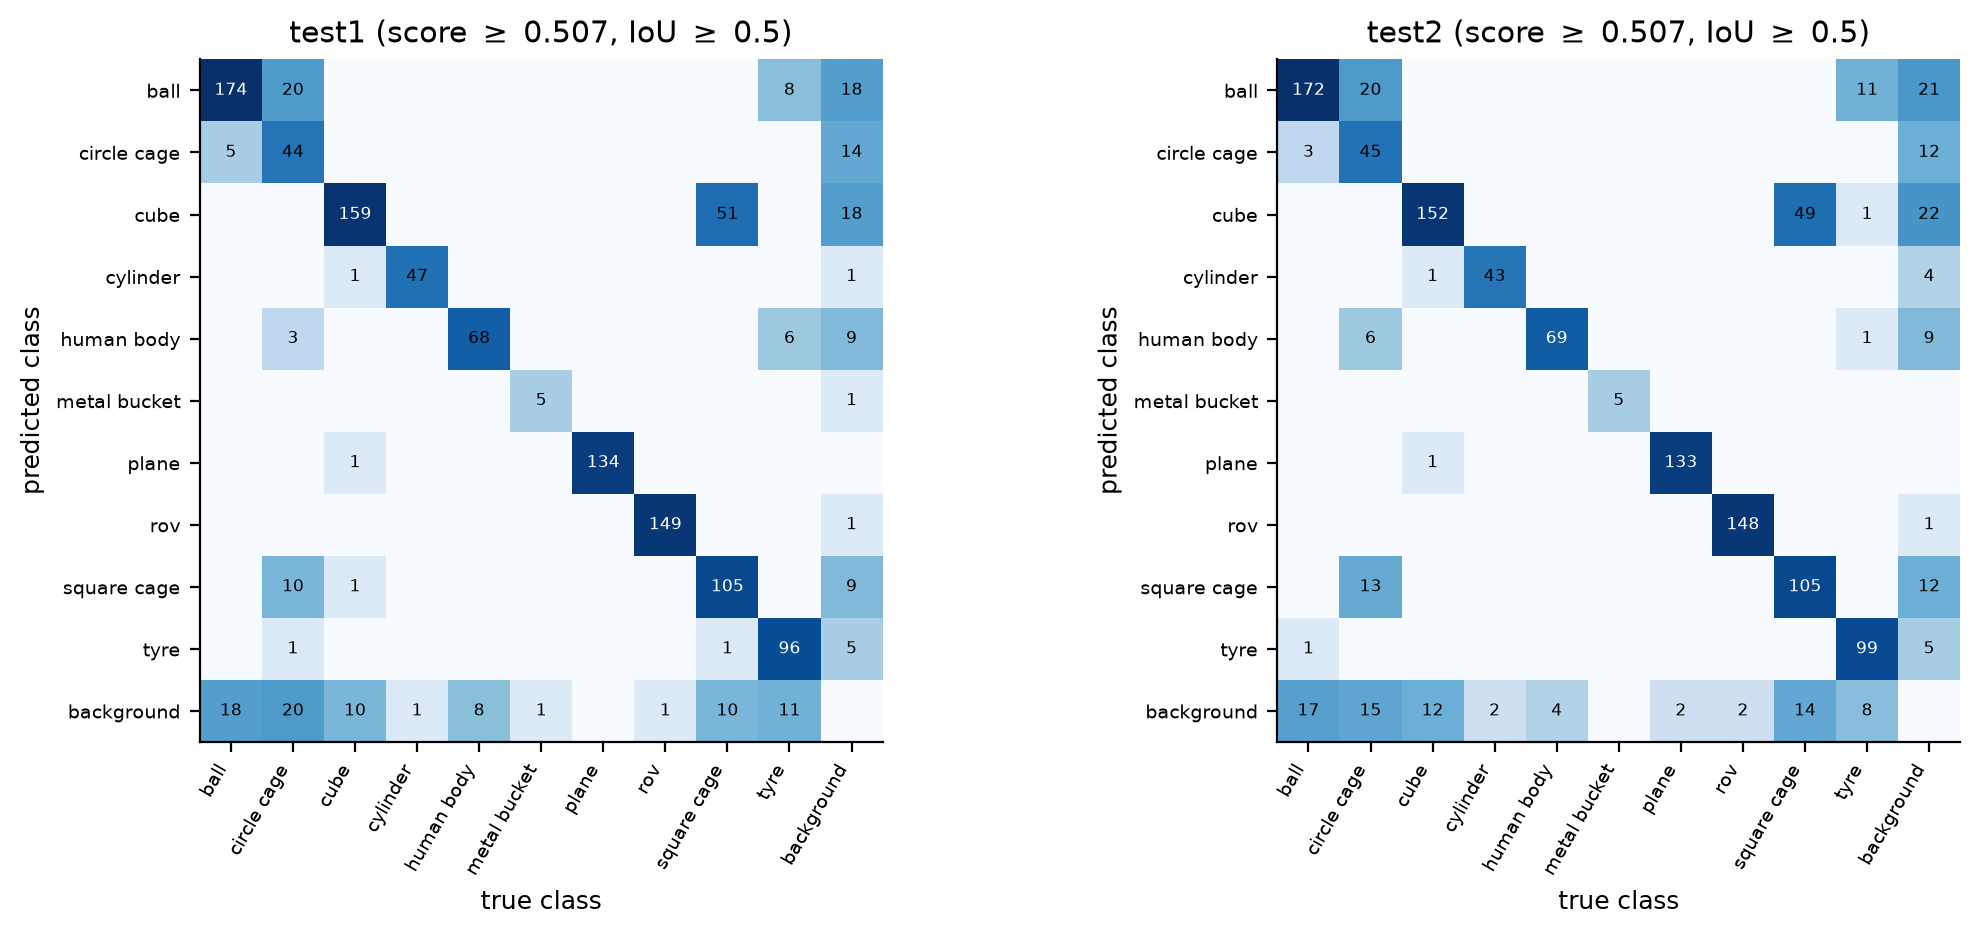 test1 (score ≥ 0.507, IoU ≥ 0.5)
predicted class
ball 174 20 8 18
circle cage 5 44 14
cube 159 51 18
cylinder 1 47 1
human body 3 68 6 9
metal bucket 5 1
plane 1 134
rov 149 1
square cage 10 1 105 9
tyre 1 1 96 5
background 18 20 10 1 8 1 1 10 11
ball circle cage cube cylinder human body metal bucket plane rov square cage tyre background
true class
test2 (score ≥ 0.507, IoU ≥ 0.5)
predicted class
ball 172 20 11 21
circle cage 3 45 12
cube 152 49 1 22
cylinder 1 43 4
human body 6 69 1 9
metal bucket 5
plane 1 133
rov 148 1
square cage 13 105 12
tyre 1 99 5
background 17 15 12 2 4 2 2 14 8
ball circle cage cube cylinder human body metal bucket plane rov square cage tyre background
true class